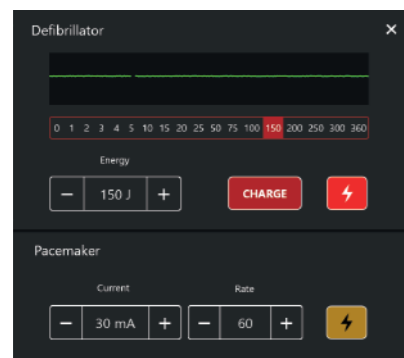 Defibrillator
0 1 2 3 4 5 10 15 20 25 50 75 100 150 200 250 300 360
Energy
150 J
CHARGE
Pacemaker
Current Rate
30 mA 60